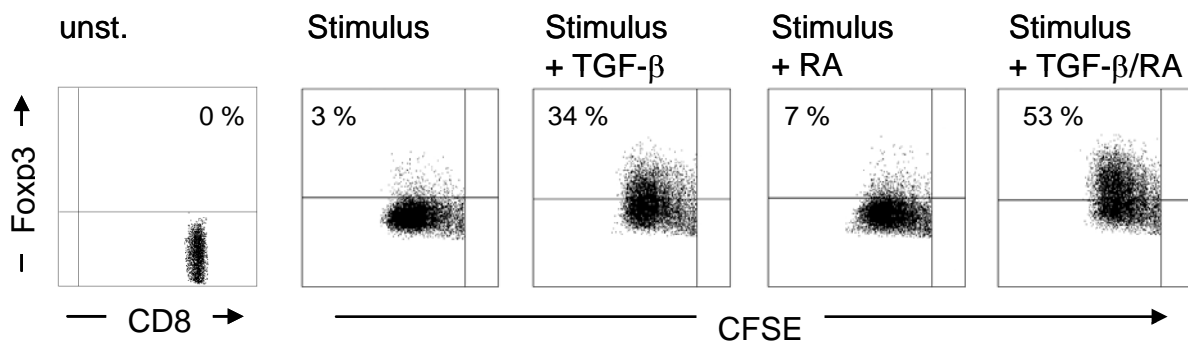 unst.
Stimulus
Stimulus
+ TGF-β
Stimulus
+ RA
Stimulus
+ TGF-β/RA
0 %
3 %
34 %
7 %
53 %
Foxp3
CD8
CFSE